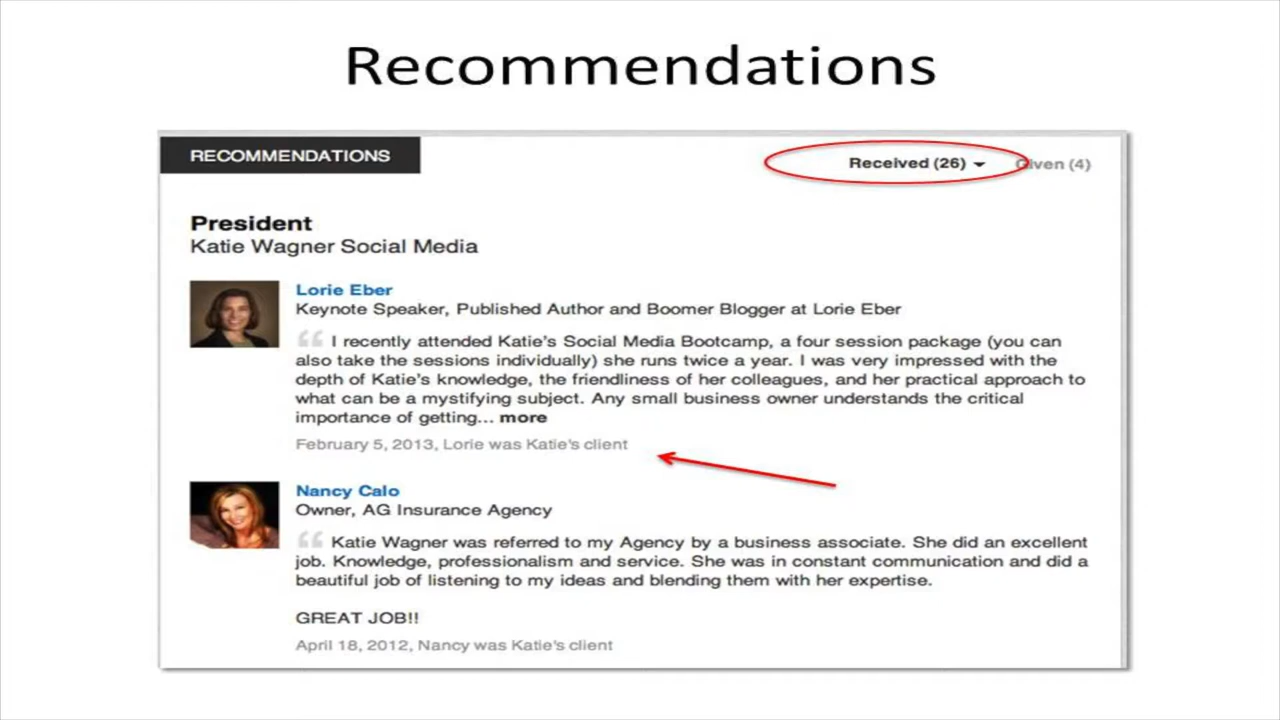 Recommendations
RECOMMENDATIONS
Received (26)
Given (4)
President
Katie Wagner Social Media
Lorie Eber
Keynote Speaker, Published Author and Boomer Blogger at Lorie Eber
“ I recently attended Katie's Social Media Bootcamp, a four session package (you can
also take the sessions individually) she runs twice a year. I was very impressed with the
depth of Katie's knowledge, the friendliness of her colleagues, and her practical approach to
what can be a mystifying subject. Any small business owner understands the critical
importance of getting... more
February 5, 2013, Lorie was Katie's client
Nancy Calo
Owner, AG Insurance Agency
“ Katie Wagner was referred to my Agency by a business associate. She did an excellent
job. Knowledge, professionalism and service. She was in constant communication and did a
beautiful job of listening to my ideas and blending them with her expertise.
GREAT JOB!!
April 18, 2012, Nancy was Katie's client